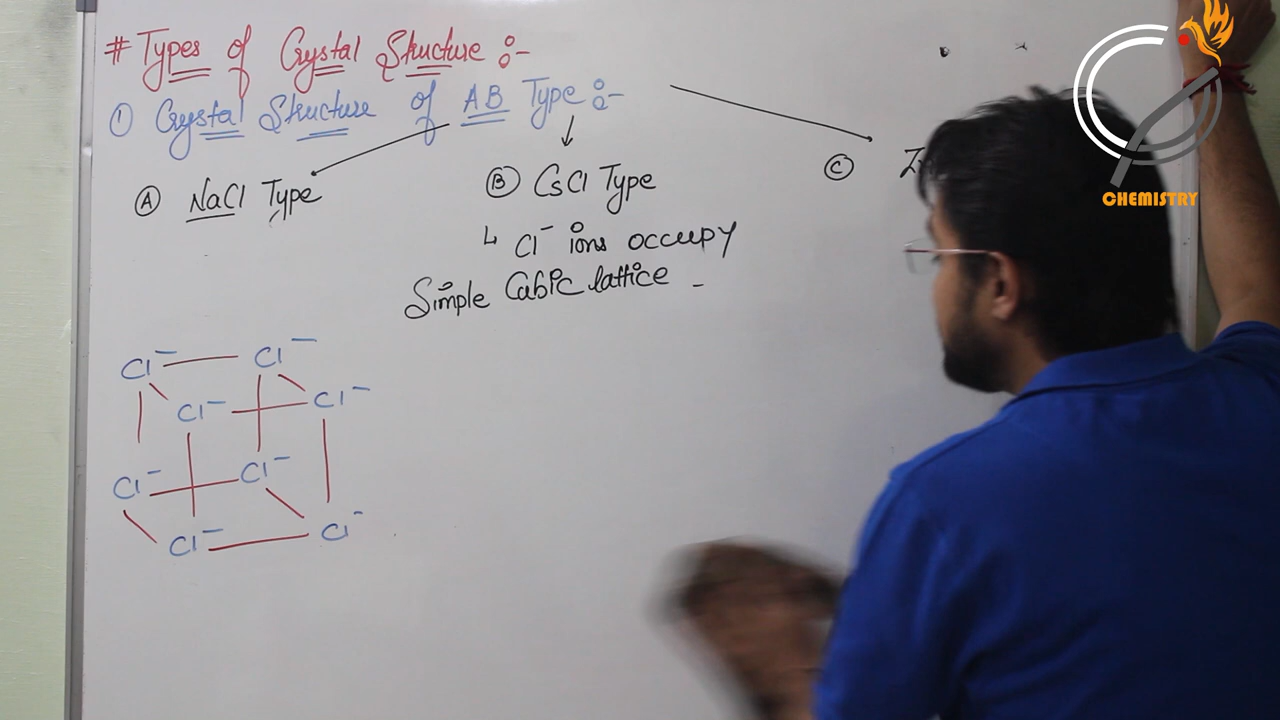 # Types of Crystal Structure :-
① Crystal Structure of AB Type :-
Ⓐ NaCl Type
Ⓑ CsCl Type
↳ Cl⁻ ions occupy
Simple Cubic lattice -
Ⓒ
Cl⁻ Cl⁻
Cl⁻ Cl⁻
Cl⁻ Cl⁻
Cl⁻ Cl⁻
CHEMISTRY